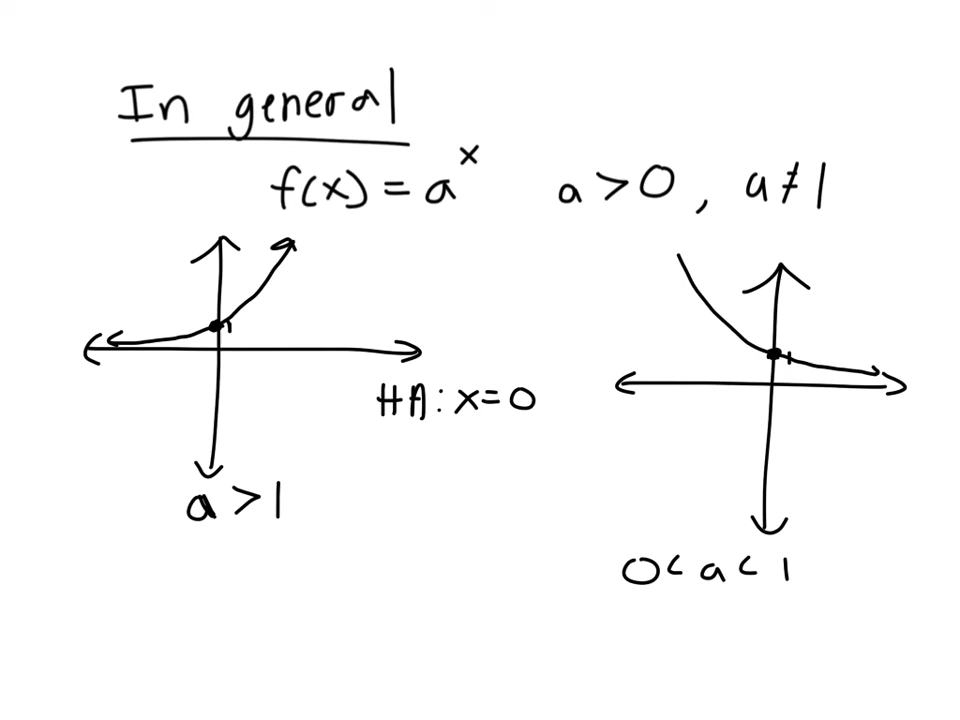 In general
f(x) = a^x a > 0, a ≠ 1
1
1
HA: x = 0
a > 1
0 < a < 1